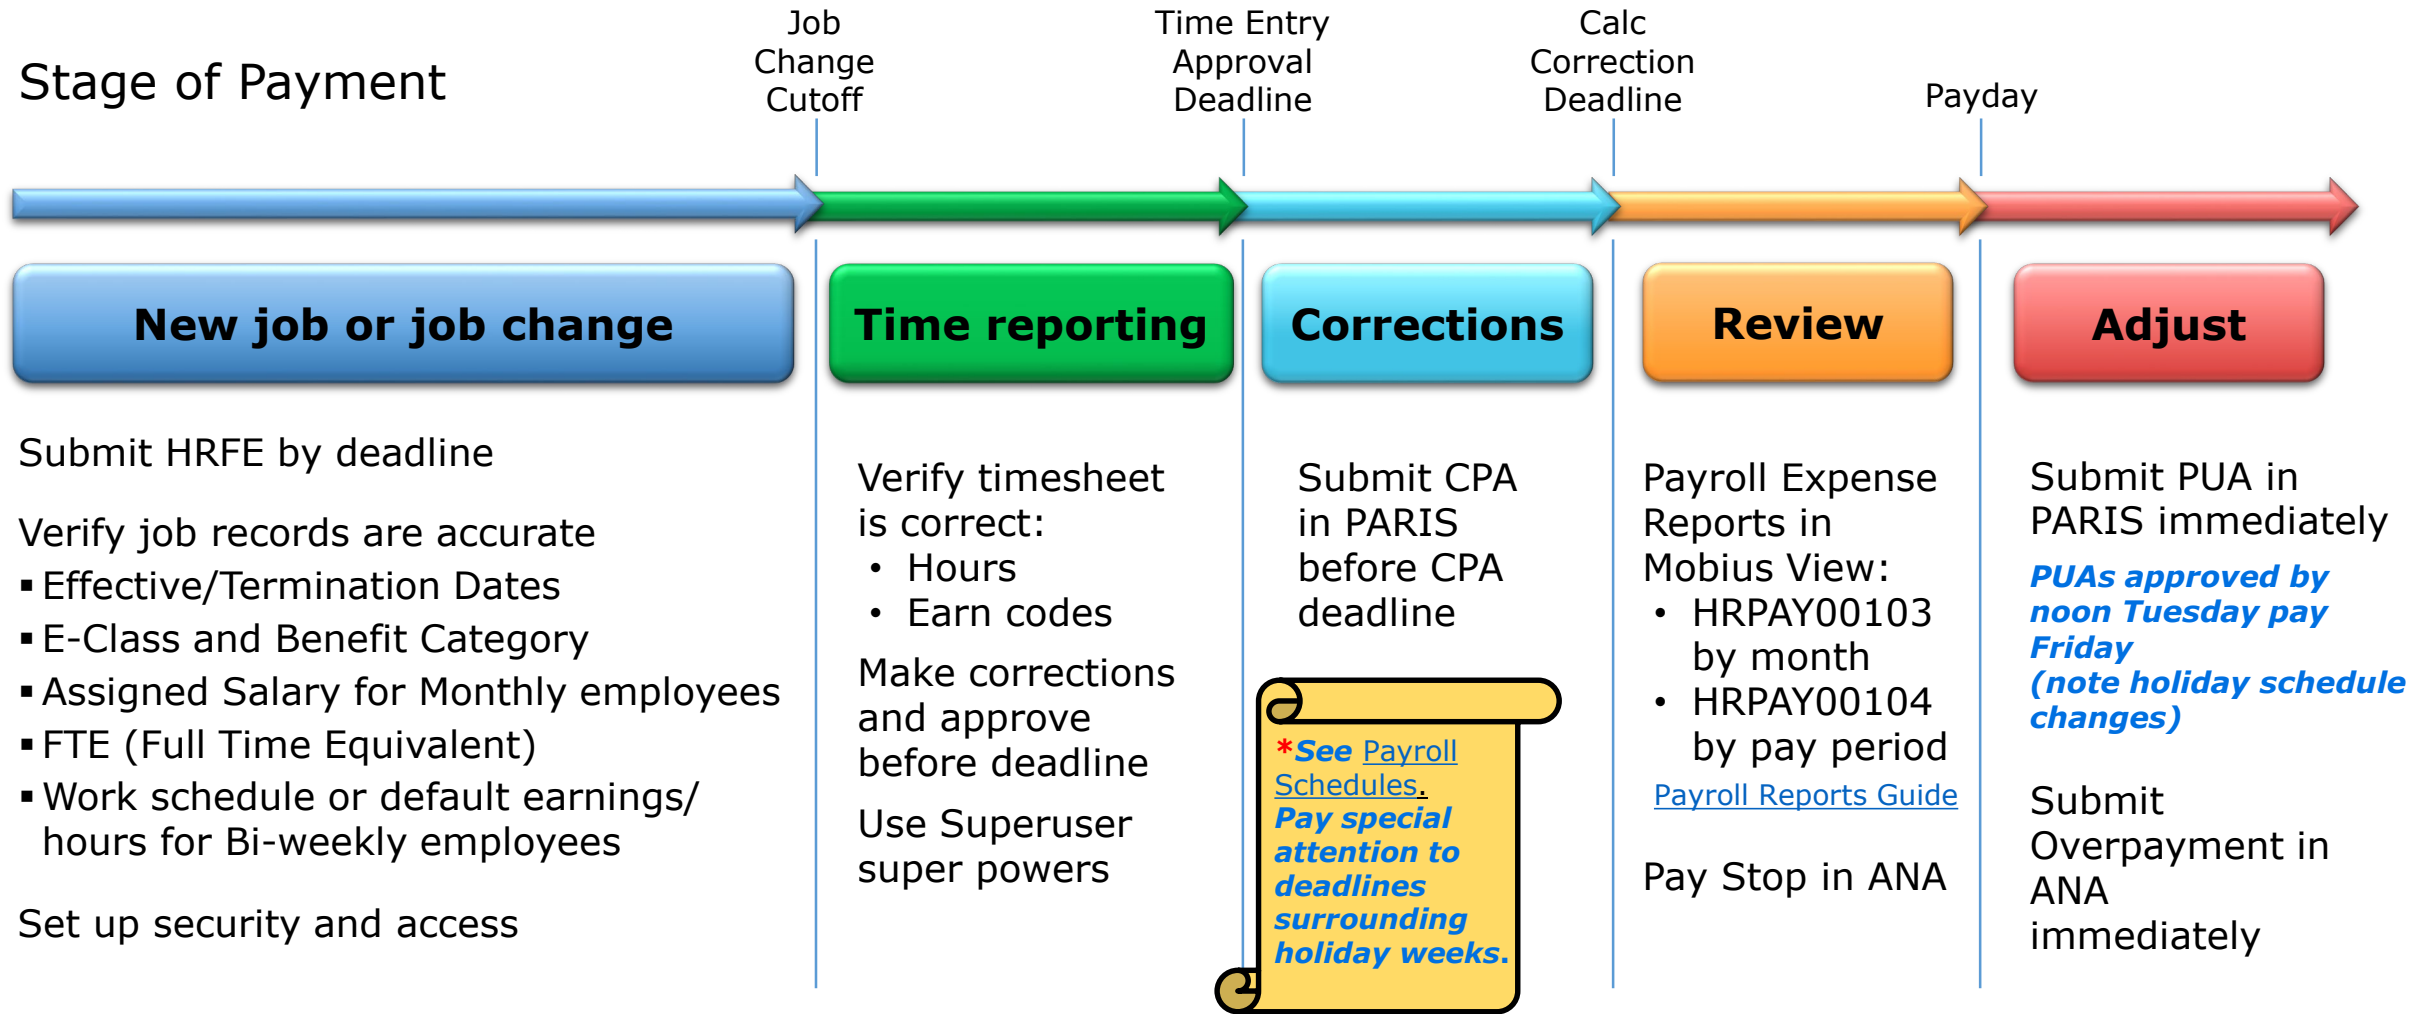 Stage of Payment
Job
Change
Cutoff
Time Entry
Approval
Deadline
Calc
Correction
Deadline
Payday
New job or job change
Submit HRFE by deadline
Verify job records are accurate
▪ Effective/Termination Dates
▪ E-Class and Benefit Category
▪ Assigned Salary for Monthly employees
▪ FTE (Full Time Equivalent)
▪ Work schedule or default earnings/
hours for Bi-weekly employees
Set up security and access
Time reporting
Verify timesheet
is correct:
• Hours
• Earn codes
Make corrections
and approve
before deadline
Use Superuser
super powers
Corrections
Submit CPA
in PARIS
before CPA
deadline
*See Payroll
Schedules.
Pay special
attention to
deadlines
surrounding
holiday weeks.
Review
Payroll Expense
Reports in
Mobius View:
• HRPAY00103
by month
• HRPAY00104
by pay period
Payroll Reports Guide
Pay Stop in ANA
Adjust
Submit PUA in
PARIS immediately
PUAs approved by
noon Tuesday pay
Friday
(note holiday schedule
changes)
Submit
Overpayment in
ANA
immediately